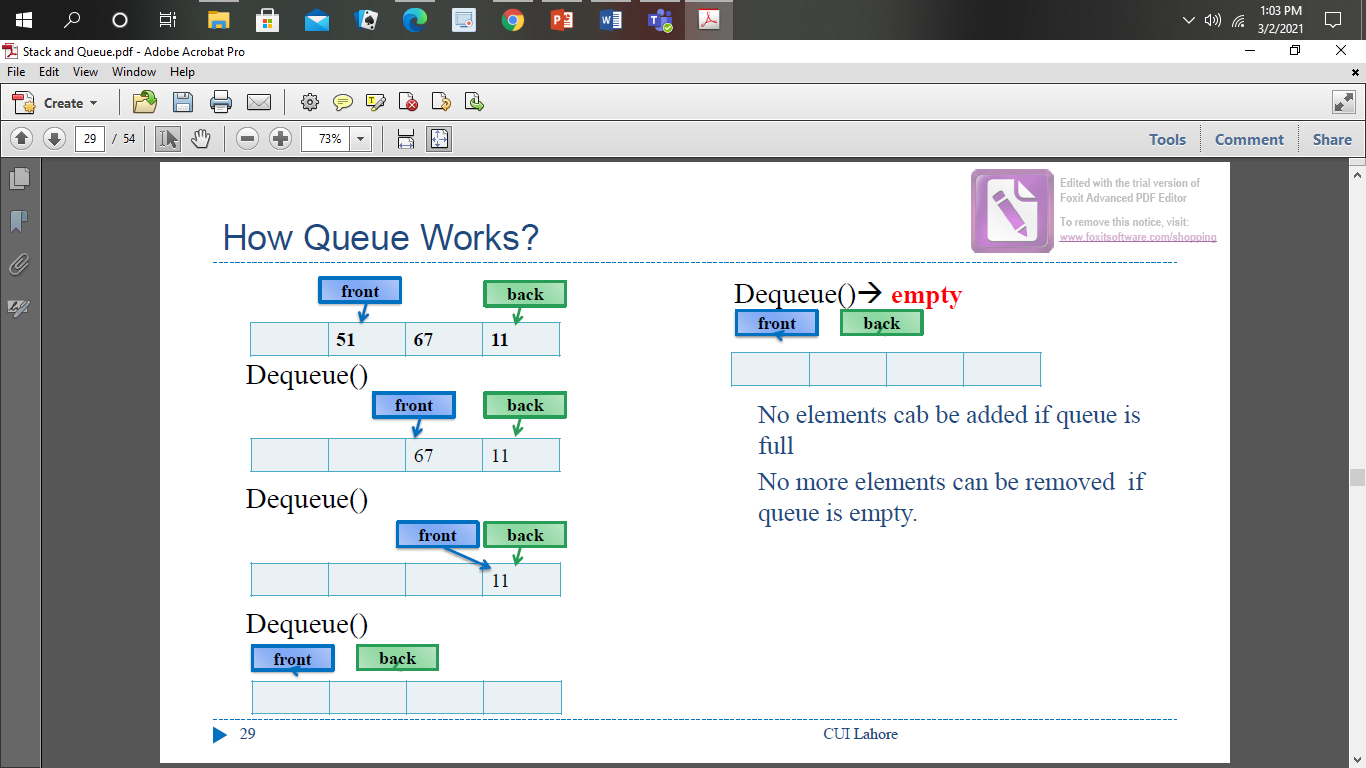 1:03 PM
3/2/2021
Stack and Queue.pdf - Adobe Acrobat Pro
File Edit View Window Help
Create
29 / 54 73% Tools Comment Share
Edited with the trial version of
Foxit Advanced PDF Editor
To remove this notice, visit:
www.foxitsoftware.com/shopping
How Queue Works?
front back
51 67 11
Dequeue()
front back
67 11
Dequeue()
front back
11
Dequeue()
front back
Dequeue()→ empty
front back
No elements cab be added if queue is
full
No more elements can be removed if
queue is empty.
29 CUI Lahore